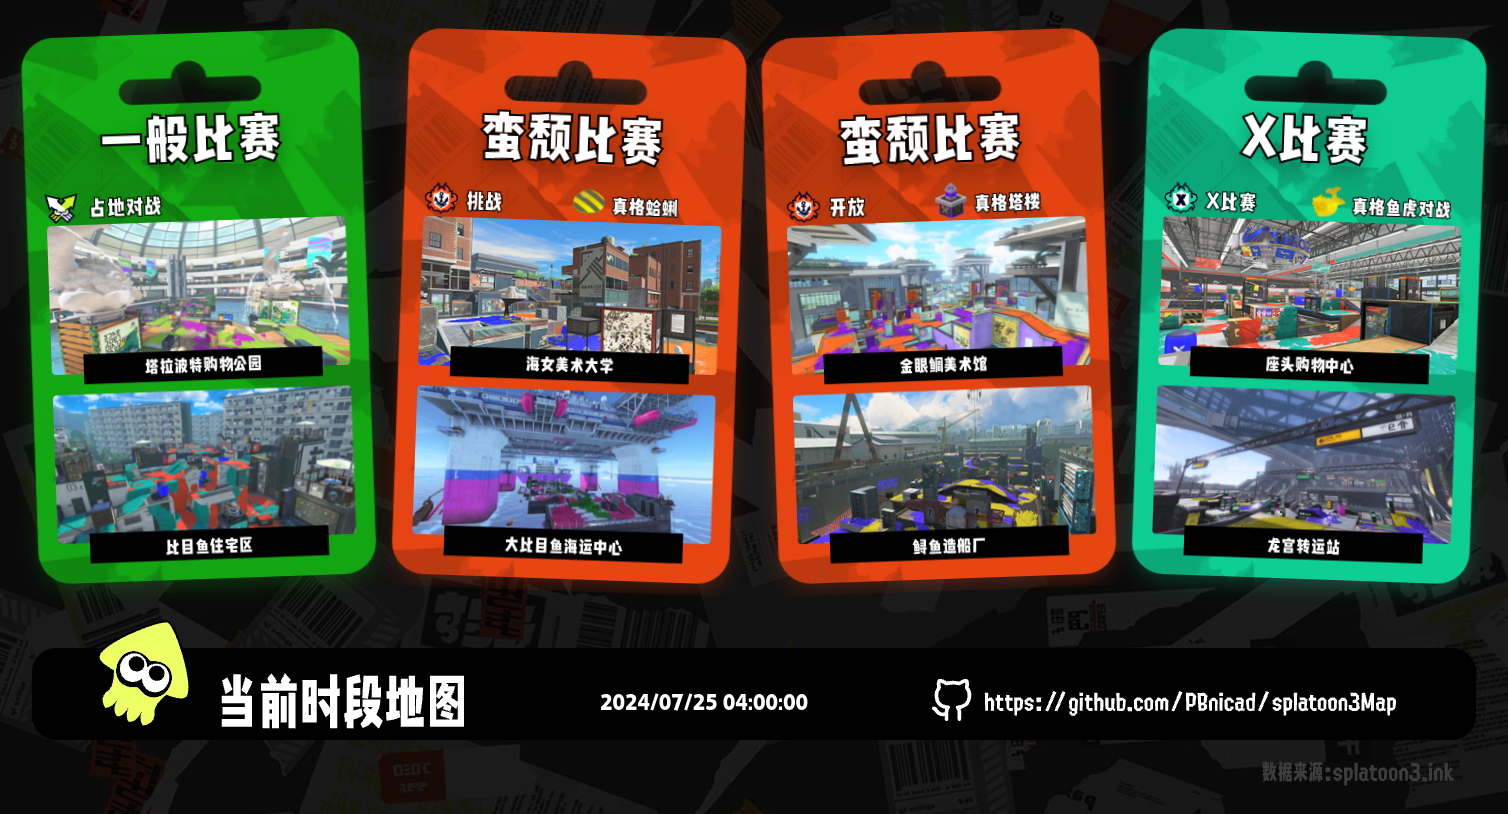 一般比赛
占地对战
塔拉波特购物公园
比目鱼住宅区
蛮颓比赛
挑战
真格蛤蜊
海女美术大学
大比目鱼海运中心
蛮颓比赛
开放
真格塔楼
金眼鲷美术馆
鲟鱼造船厂
X比赛
X比赛
真格鱼虎对战
座头购物中心
龙宫转运站
当前时段地图
2024/07/25 04:00:00
https://github.com/PBnicad/splatoon3Map
数据来源:splatoon3.ink